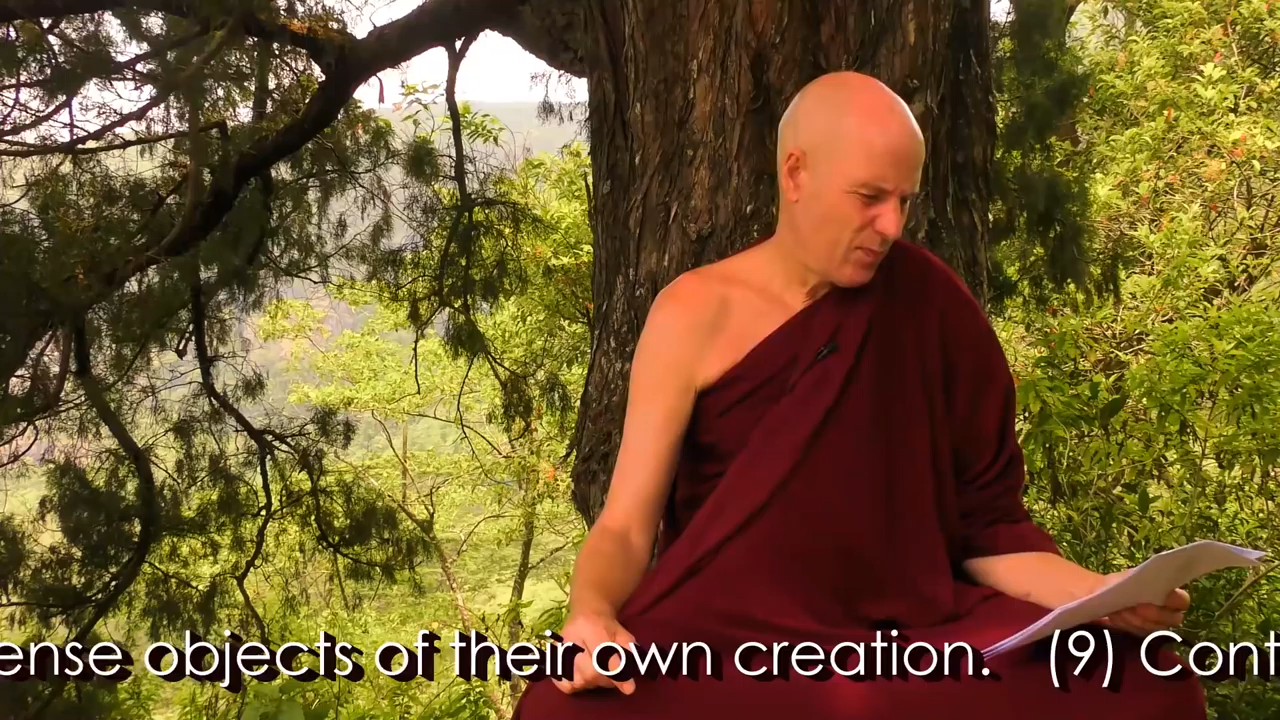 ense objects of their own creation. (9) Cont